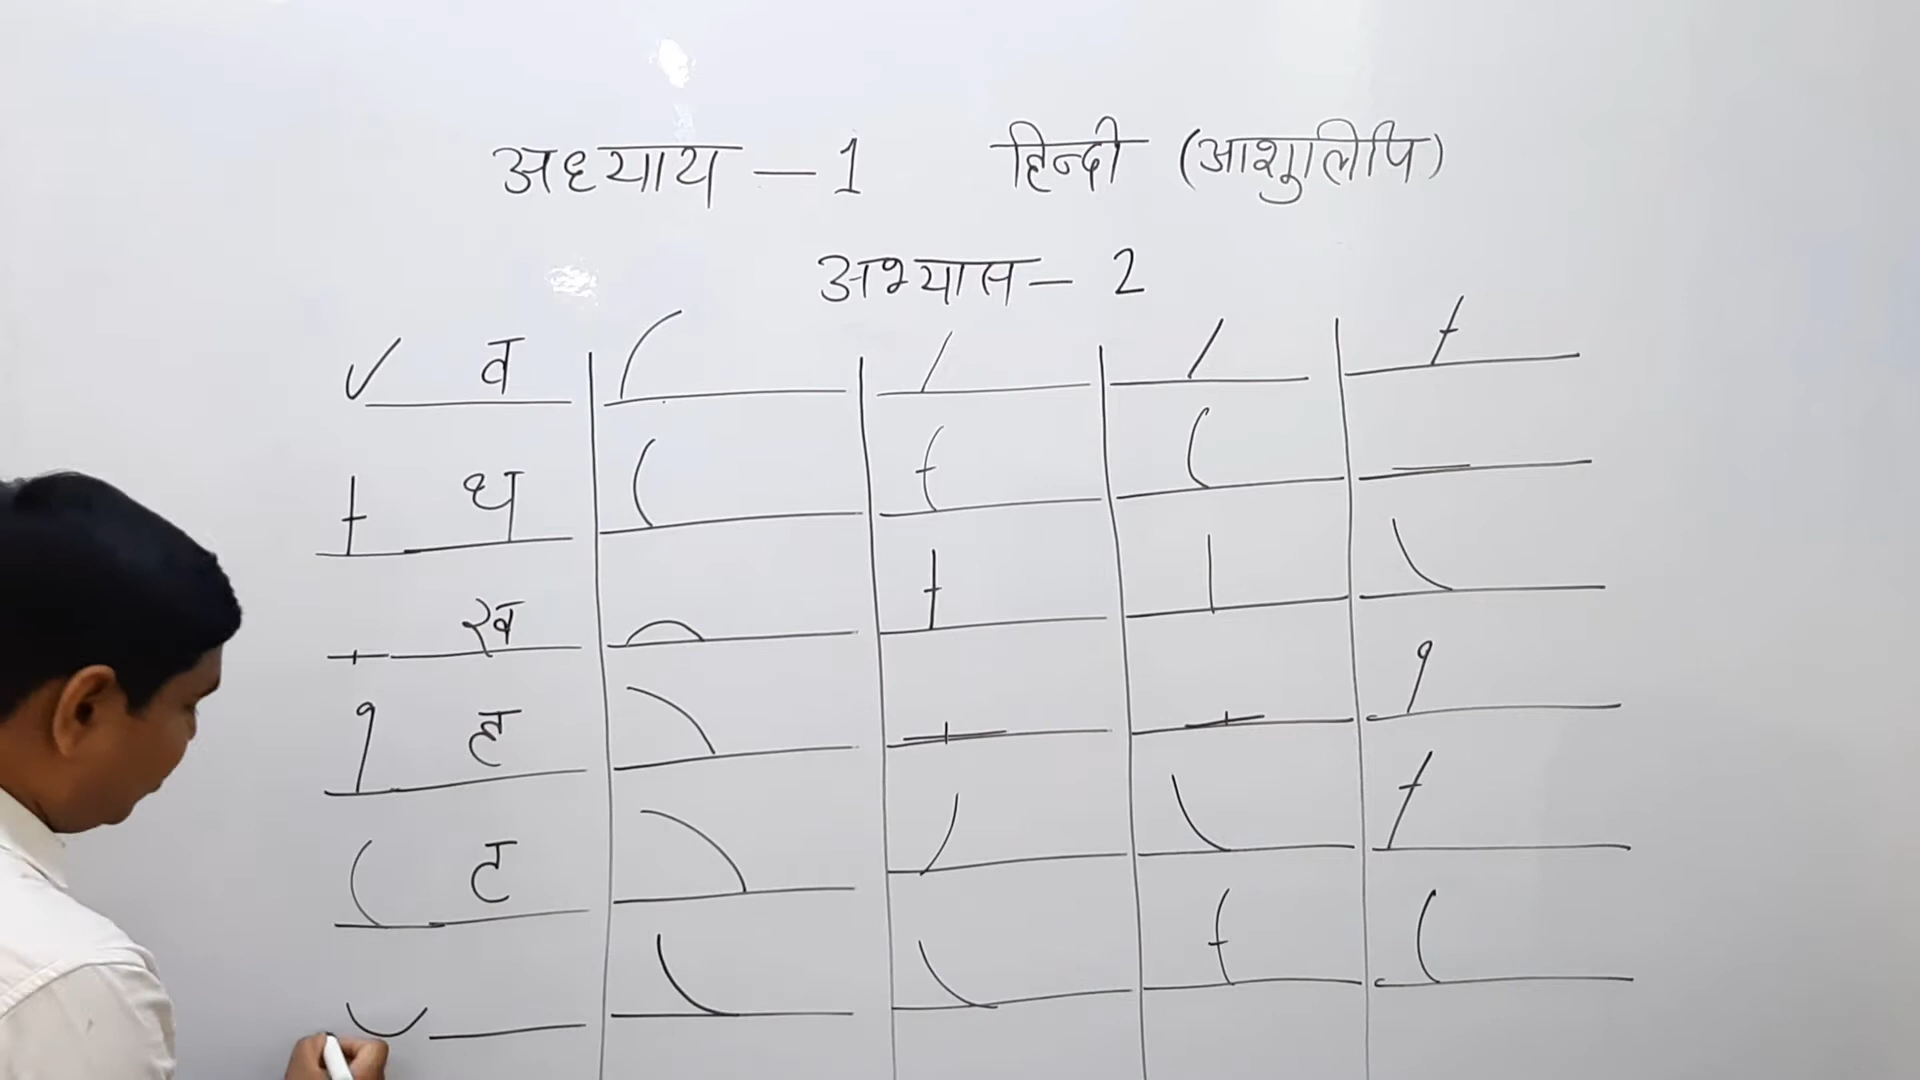 अध्याय – 1 हिन्दी (आशुलिपि)
अभ्यास – 2
व
थ
ख
ह
ट